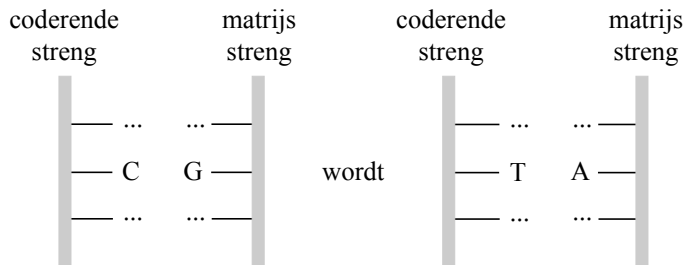 coderende streng matrijs streng coderende streng matrijs streng
... ... ... ...
C G wordt T A
... ... ... ...